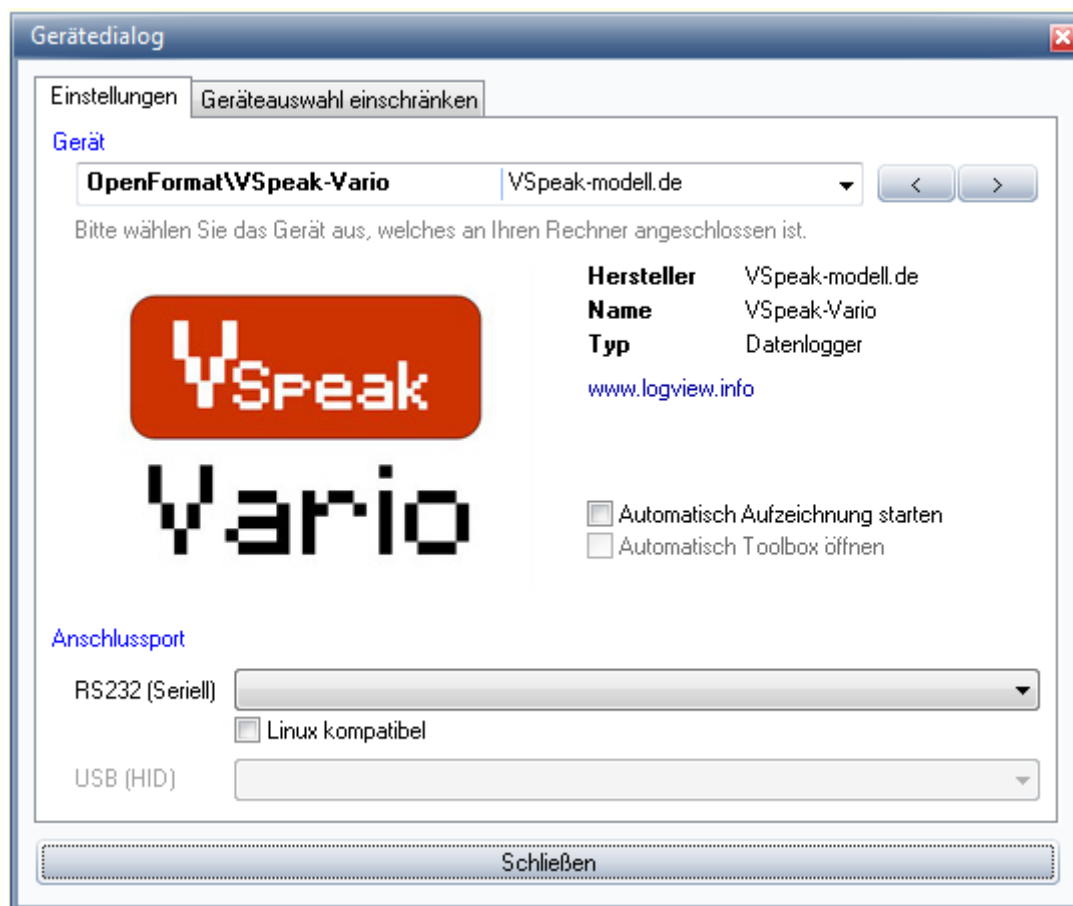 Gerätedialog
Einstellungen Geräteauswahl einschränken
Gerät
OpenFormat\VSpeak-Vario VSpeak-modell.de < >
Bitte wählen Sie das Gerät aus, welches an Ihren Rechner angeschlossen ist.
VSpeak
Vario
Hersteller VSpeak-modell.de
Name VSpeak-Vario
Typ Datenlogger
www.logview.info
Automatisch Aufzeichnung starten
Automatisch Toolbox öffnen
Anschlussport
RS232 (Seriell)
Linux kompatibel
USB (HID)
Schließen